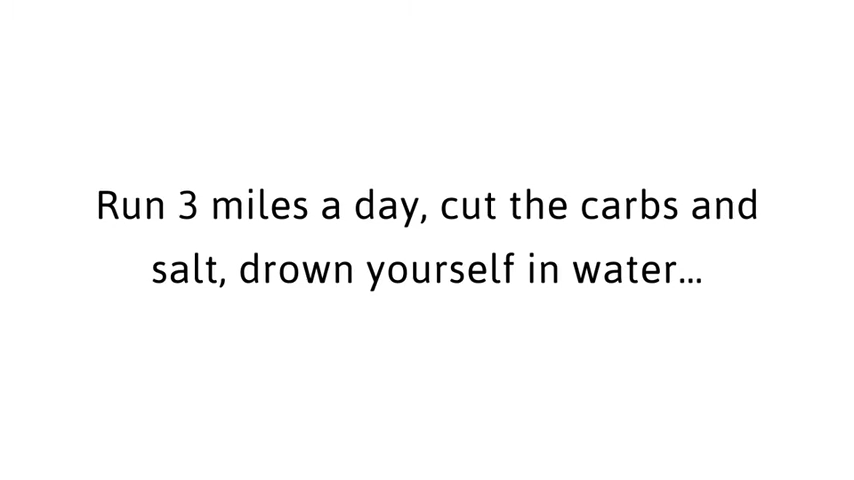 Run 3 miles a day, cut the carbs and
salt, drown yourself in water...